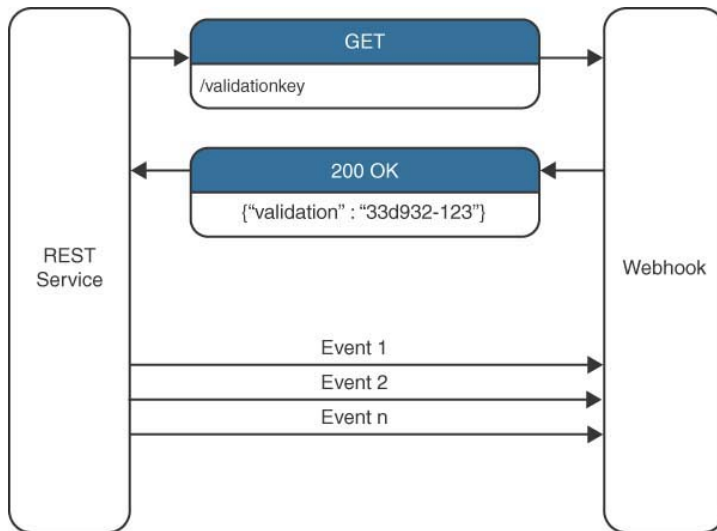 GET
/validationkey
200 OK
{“validation” : “33d932-123”}
REST
Service
Webhook
Event 1
Event 2
Event n